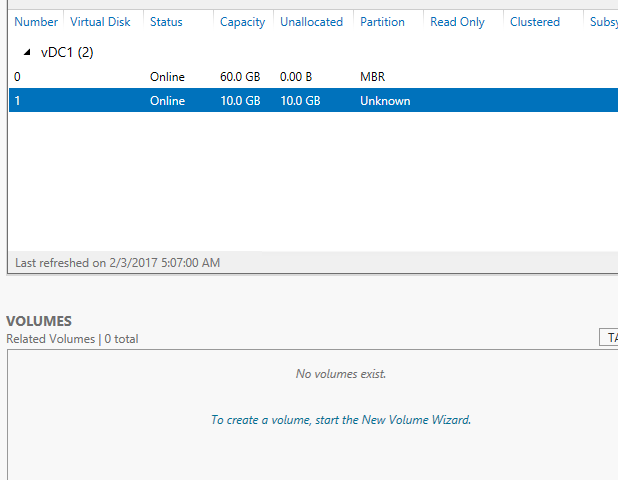 Number Virtual Disk Status Capacity Unallocated Partition Read Only Clustered Subsy
vDC1 (2)
0 Online 60.0 GB 0.00 B MBR
1 Online 10.0 GB 10.0 GB Unknown
Last refreshed on 2/3/2017 5:07:00 AM
VOLUMES
Related Volumes | 0 total
TA
No volumes exist.
To create a volume, start the New Volume Wizard.